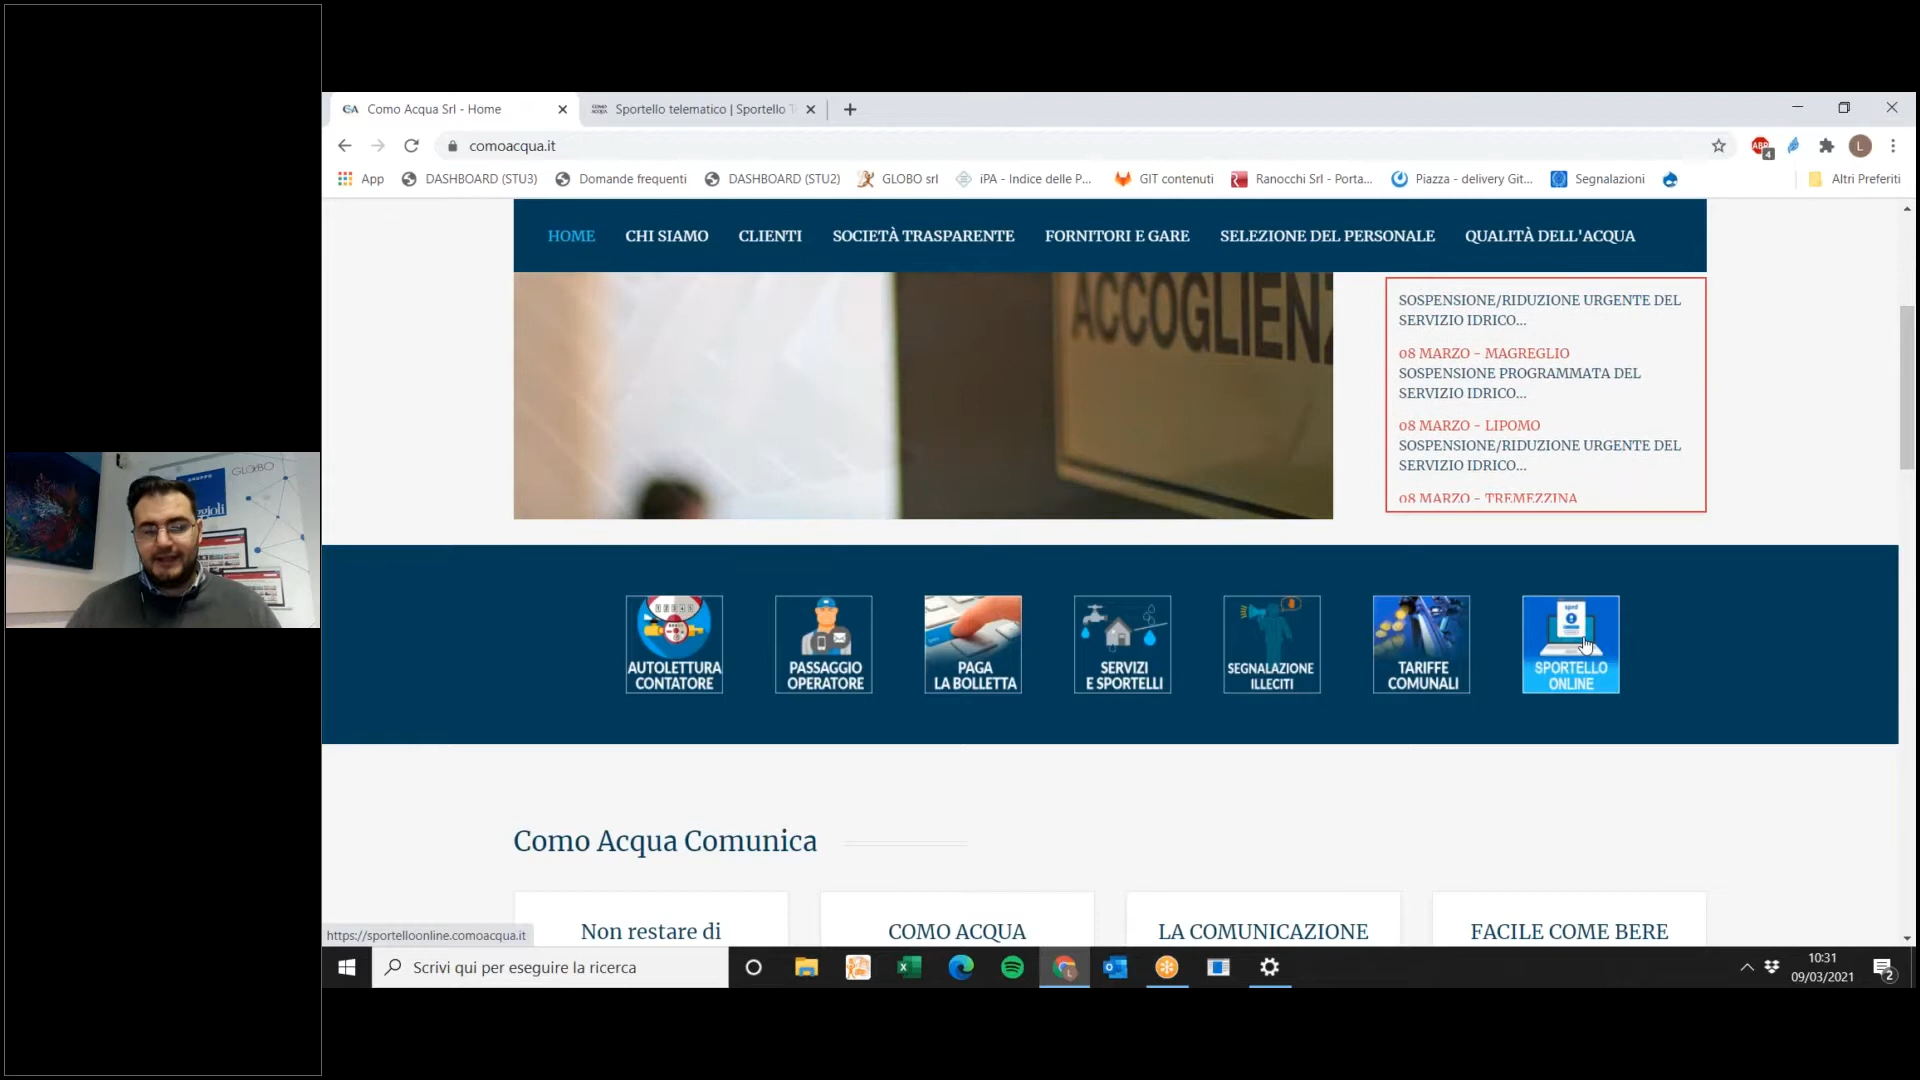 Como Acqua Srl - Home
Sportello telematico | Sportello T
comoacqua.it
App
DASHBOARD (STU3)
Domande frequenti
DASHBOARD (STU2)
GLOBO srl
iPA - Indice delle P...
GIT contenuti
Ranocchi Srl - Porta...
Piazza - delivery Git...
Segnalazioni
Altri Preferiti
HOME
CHI SIAMO
CLIENTI
SOCIETÀ TRASPARENTE
FORNITORI E GARE
SELEZIONE DEL PERSONALE
QUALITÀ DELL'ACQUA
ACCOGLIENZ
SOSPENSIONE/RIDUZIONE URGENTE DEL
SERVIZIO IDRICO...
08 MARZO - MAGREGLIO
SOSPENSIONE PROGRAMMATA DEL
SERVIZIO IDRICO...
08 MARZO - LIPOMO
SOSPENSIONE/RIDUZIONE URGENTE DEL
SERVIZIO IDRICO...
08 MARZO - TREMEZZINA
GRUPPO
ggioli
GLOBO
AUTOLETTURA
CONTATORE
PASSAGGIO
OPERATORE
PAGA
LA BOLLETTA
SERVIZI
E SPORTELLI
SEGNALAZIONE
ILLECITI
TARIFFE
COMUNALI
spid
SPORTELLO
ONLINE
Como Acqua Comunica
Non restare di
COMO ACQUA
LA COMUNICAZIONE
FACILE COME BERE
https://sportelloonline.comoacqua.it
Scrivi qui per eseguire la ricerca
10:31
09/03/2021
2